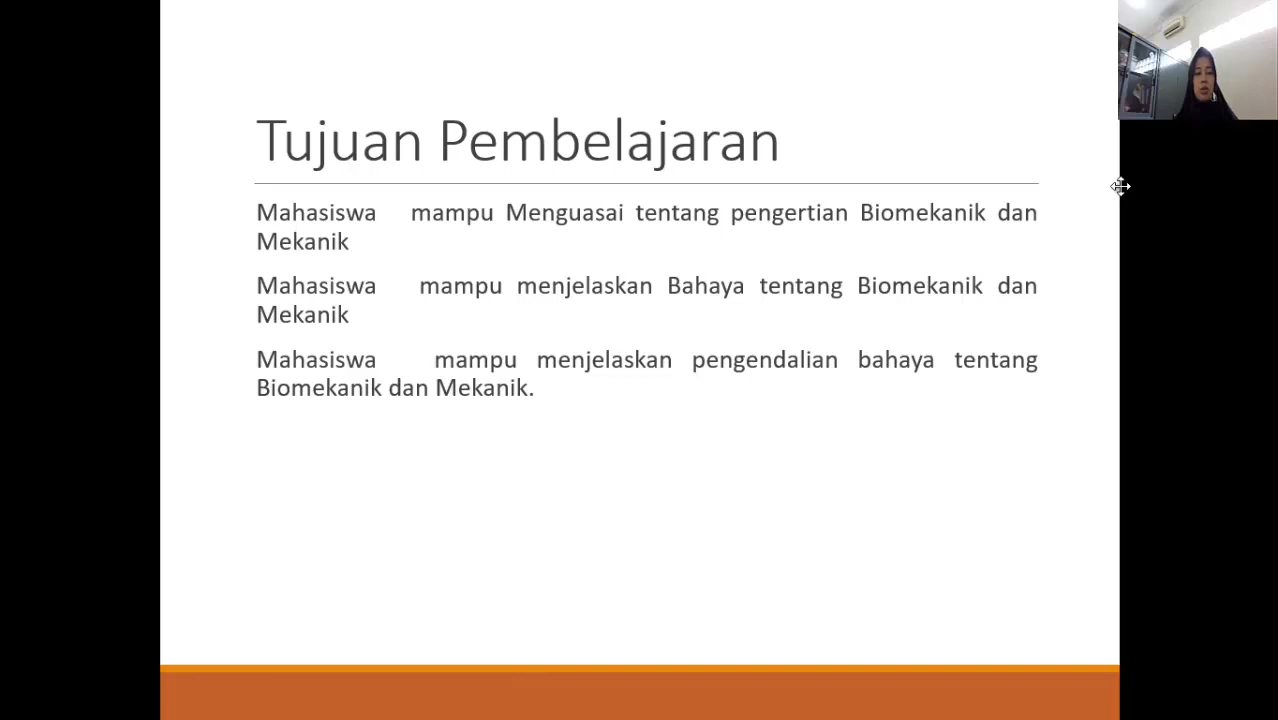 Tujuan Pembelajaran
Mahasiswa mampu Menguasai tentang pengertian Biomekanik dan
Mekanik
Mahasiswa mampu menjelaskan Bahaya tentang Biomekanik dan
Mekanik
Mahasiswa mampu menjelaskan pengendalian bahaya tentang
Biomekanik dan Mekanik.